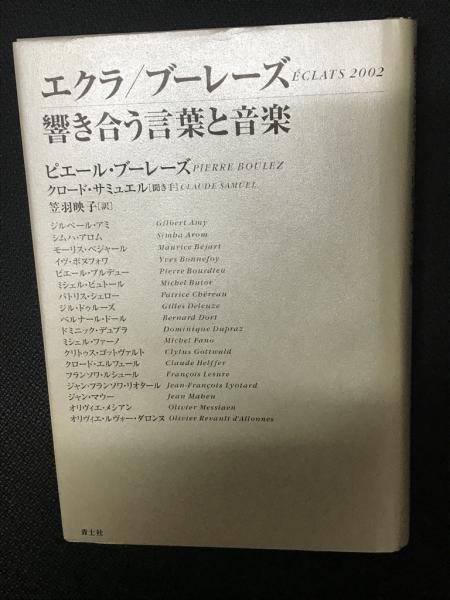 エクラ/ブーレーズ ÉCLATS 2002
響き合う言葉と音楽
ピエール・ブーレーズ PIERRE BOULEZ
クロード・サミュエル[聞き手] CLAUDE SAMUEL
笠羽映子[訳]
ジルベール・アミ Gilbert Amy
シムハ・アロム Simha Arom
モーリス・ベジャール Maurice Béjart
イヴ・ボヌフォワ Yves Bonnefoy
ピエール・ブルデュー Pierre Bourdieu
ミシェル・ビュトール Michel Butor
パトリス・シェロー Patrice Chéreau
ジル・ドゥルーズ Gilles Deleuze
ベルナール・ドール Bernard Dort
ドミニック・デュプラ Dominique Dupraz
ミシェル・ファーノ Michel Fano
クリトゥス・ゴットヴァルト Clytus Gottwald
クロード・エルフェール Claude Helffer
フランソワ・ルシュール François Lesure
ジャン・フランソワ・リオタール Jean-François Lyotard
ジャン・マウー Jean Maheu
オリヴィエ・メシアン Olivier Messiaen
オリヴィエ・ルヴォー・ダロンヌ Olivier Revault d'Allonnes
青土社